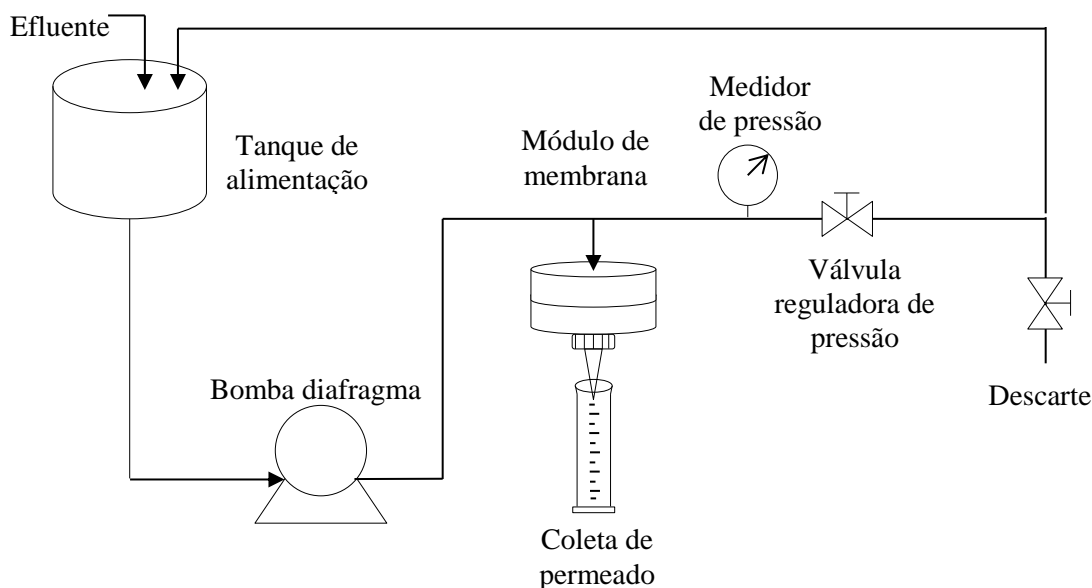 Efluente
Tanque de
alimentação
Módulo de
membrana
Medidor
de pressão
Válvula
reguladora de
pressão
Descarte
Bomba diafragma
Coleta de
permeado